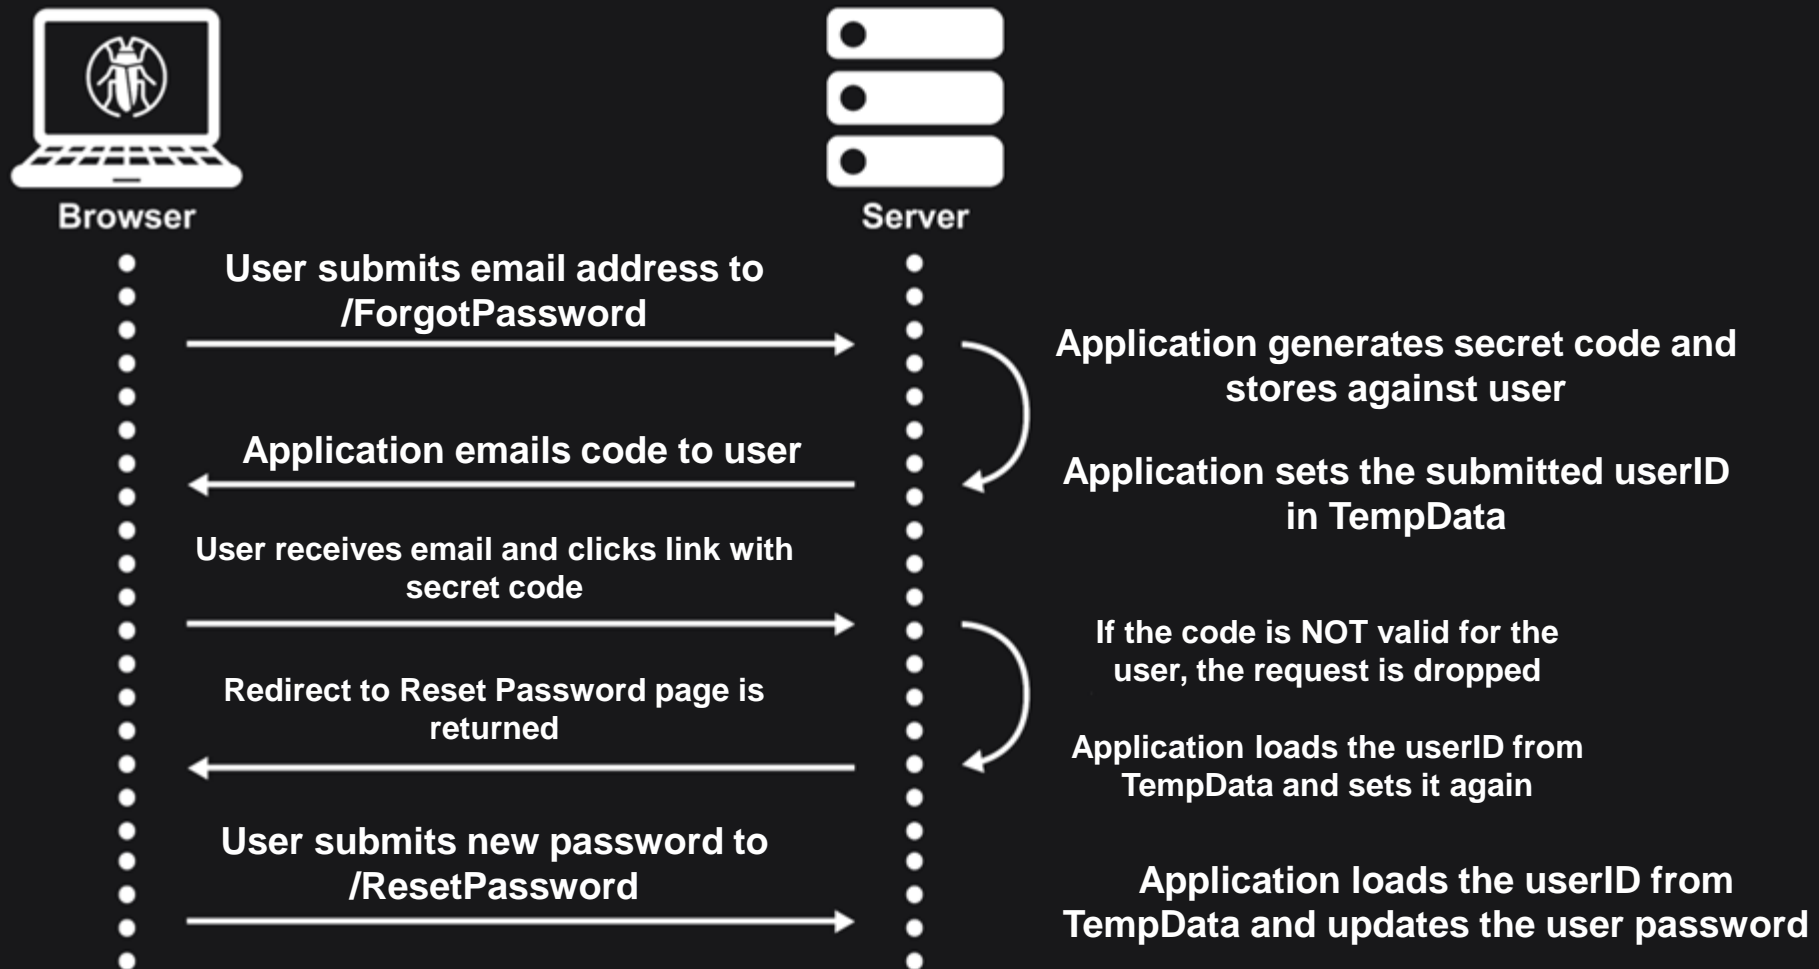 Browser
Server
User submits email address to
/ForgotPassword
Application generates secret code and
stores against user
Application emails code to user
Application sets the submitted userID
in TempData
User receives email and clicks link with
secret code
If the code is NOT valid for the
user, the request is dropped
Redirect to Reset Password page is
returned
Application loads the userID from
TempData and sets it again
User submits new password to
/ResetPassword
Application loads the userID from
TempData and updates the user password